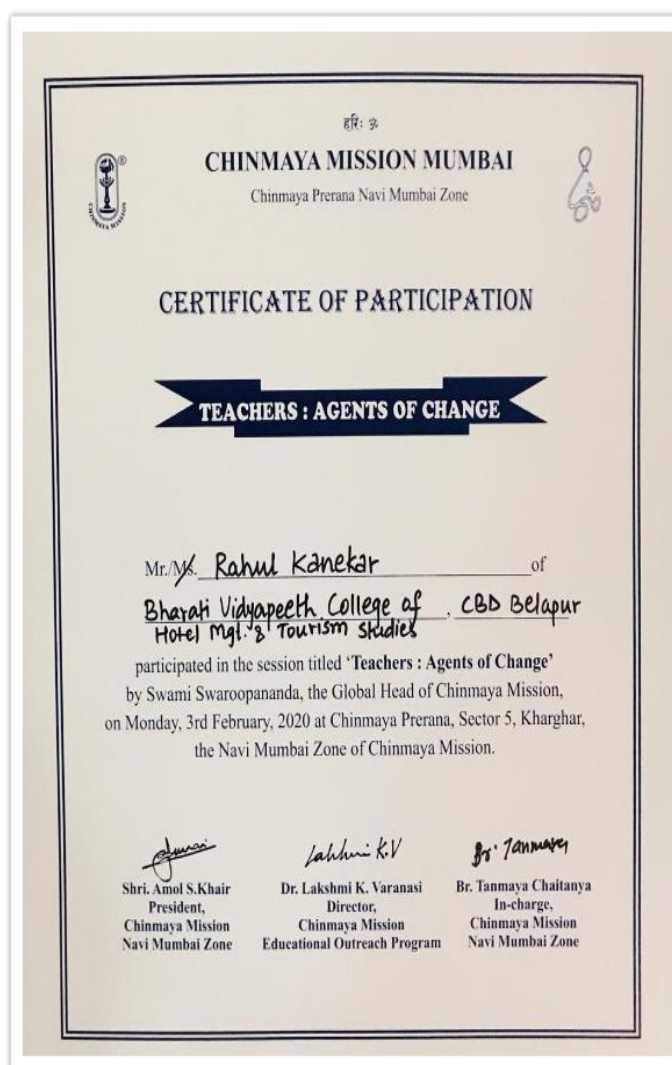 हरिः ॐ
CHINMAYA MISSION MUMBAI
Chinmaya Prerana Navi Mumbai Zone
®
CHINMAYA MISSION
CERTIFICATE OF PARTICIPATION
TEACHERS : AGENTS OF CHANGE
Mr./Ms. Rahul Kanekar of
Bharati Vidyapeeth College of , CBD Belapur
Hotel Mgt. & Tourism Studies
participated in the session titled ‘Teachers : Agents of Change’
by Swami Swaroopananda, the Global Head of Chinmaya Mission,
on Monday, 3rd February, 2020 at Chinmaya Prerana, Sector 5, Kharghar,
the Navi Mumbai Zone of Chinmaya Mission.
Lakhmi K.V
Br. Tanmaya
Shri. Amol S.Khair
President,
Chinmaya Mission
Navi Mumbai Zone
Dr. Lakshmi K. Varanasi
Director,
Chinmaya Mission
Educational Outreach Program
Br. Tanmaya Chaitanya
In-charge,
Chinmaya Mission
Navi Mumbai Zone